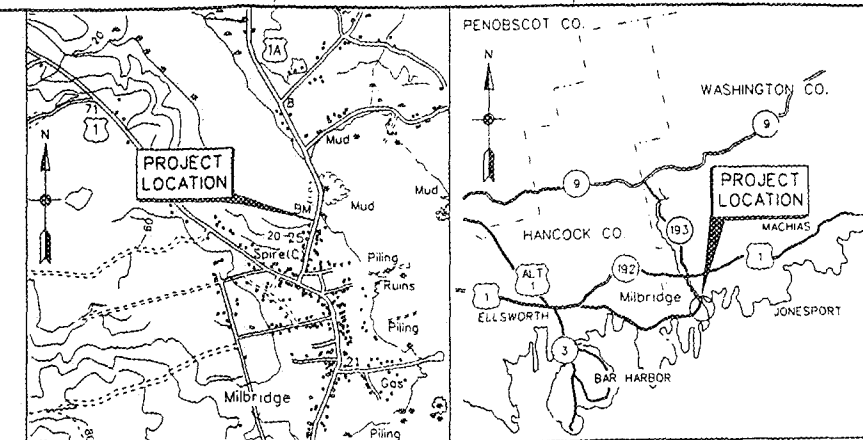 20
1A
71
1
B
Mud
N
PROJECT
LOCATION
BM
Mud
Mud
60
20-25
Spire(C)
Piling
Ruins
Piling
21
Gas
Milbridge
Piling
80
PENOBSCOT CO.
N
WASHINGTON CO.
9
9
PROJECT
LOCATION
193
MACHIAS
HANCOCK CO.
ALT
1
192
1
1
Milbridge
ELLSWORTH
JONESPORT
3
BAR HARBOR